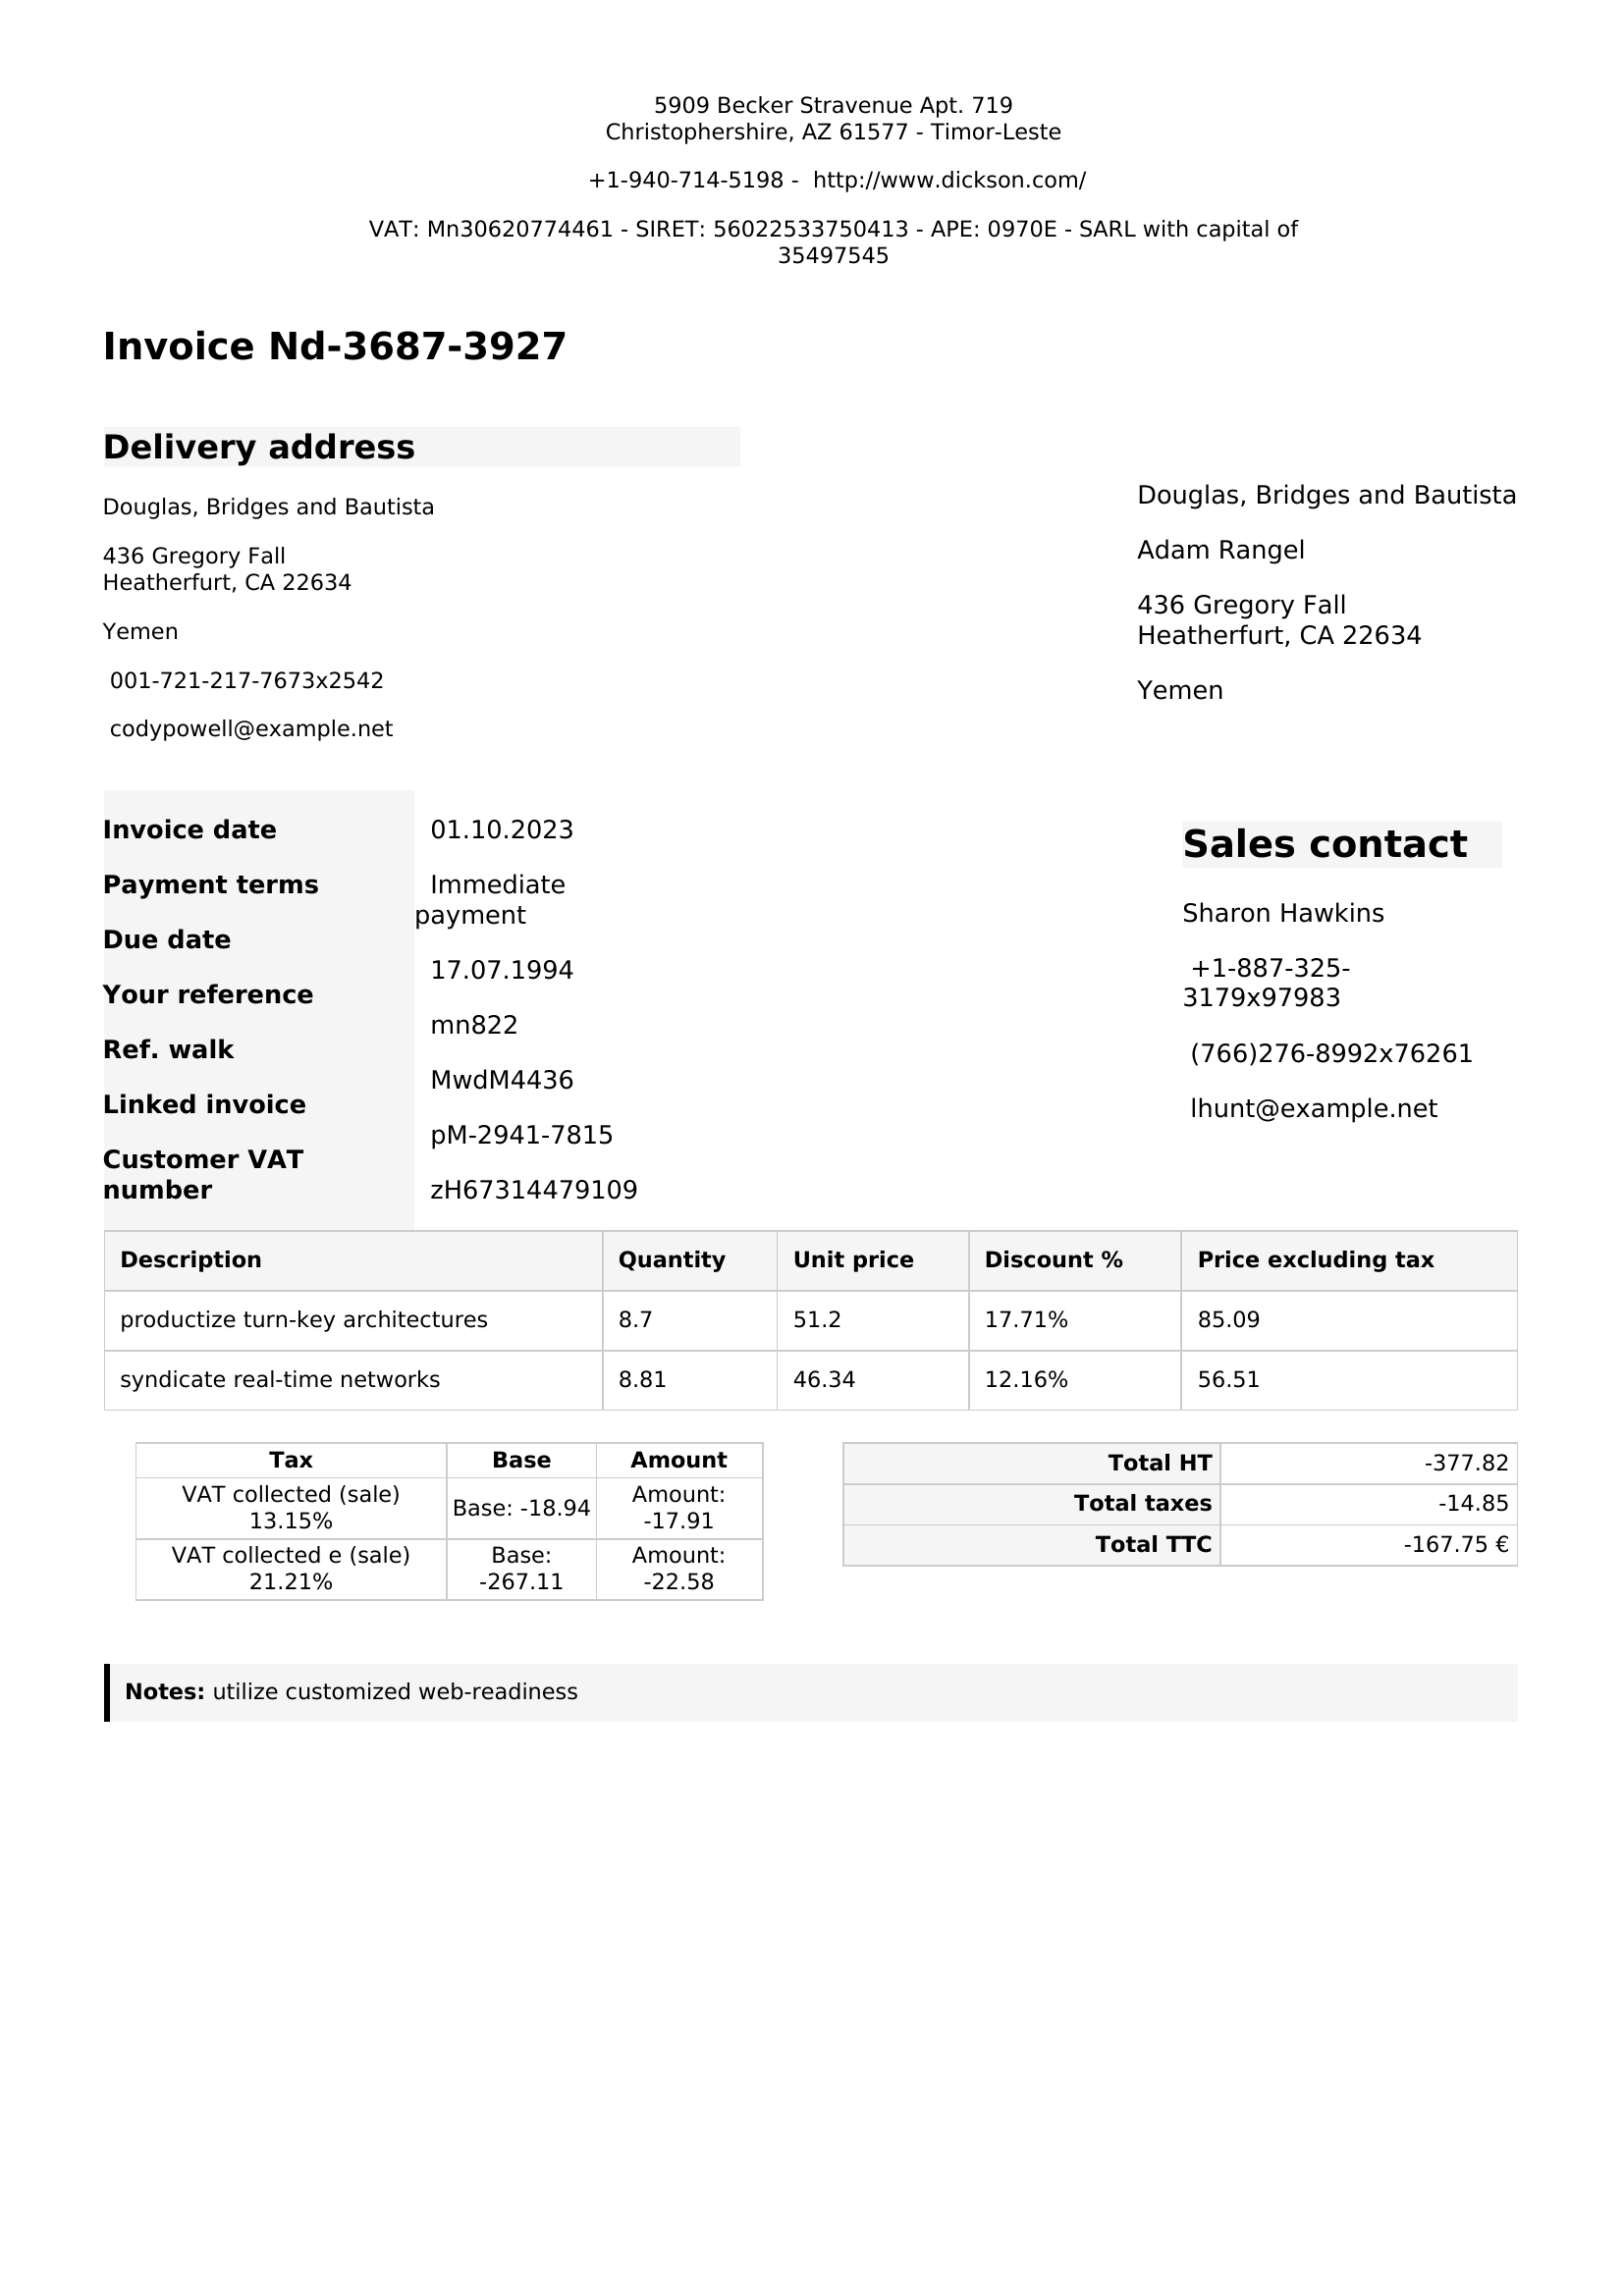 5909 Becker Stravenue Apt. 719
Christophershire, AZ 61577 - Timor-Leste
+1-940-714-5198 - http://www.dickson.com/
VAT: Mn30620774461 - SIRET: 56022533750413 - APE: 0970E - SARL with capital of
35497545
Invoice Nd-3687-3927
Delivery address
Douglas, Bridges and Bautista
436 Gregory Fall
Heatherfurt, CA 22634
Yemen
001-721-217-7673x2542
codypowell@example.net
Douglas, Bridges and Bautista
Adam Rangel
436 Gregory Fall
Heatherfurt, CA 22634
Yemen
Invoice date
Payment terms
Due date
Your reference
Ref. walk
Linked invoice
Customer VAT
number
01.10.2023
Immediate
payment
17.07.1994
mn822
MwdM4436
pM-2941-7815
zH67314479109
Sales contact
Sharon Hawkins
+1-887-325-
3179x97983
(766)276-8992x76261
lhunt@example.net
Description Quantity Unit price Discount % Price excluding tax
productize turn-key architectures 8.7 51.2 17.71% 85.09
syndicate real-time networks 8.81 46.34 12.16% 56.51
Tax Base Amount
VAT collected (sale)
13.15%
Base: -18.94
Amount:
-17.91
VAT collected e (sale)
21.21%
Base:
-267.11
Amount:
-22.58
Total HT -377.82
Total taxes -14.85
Total TTC -167.75 €
Notes: utilize customized web-readiness